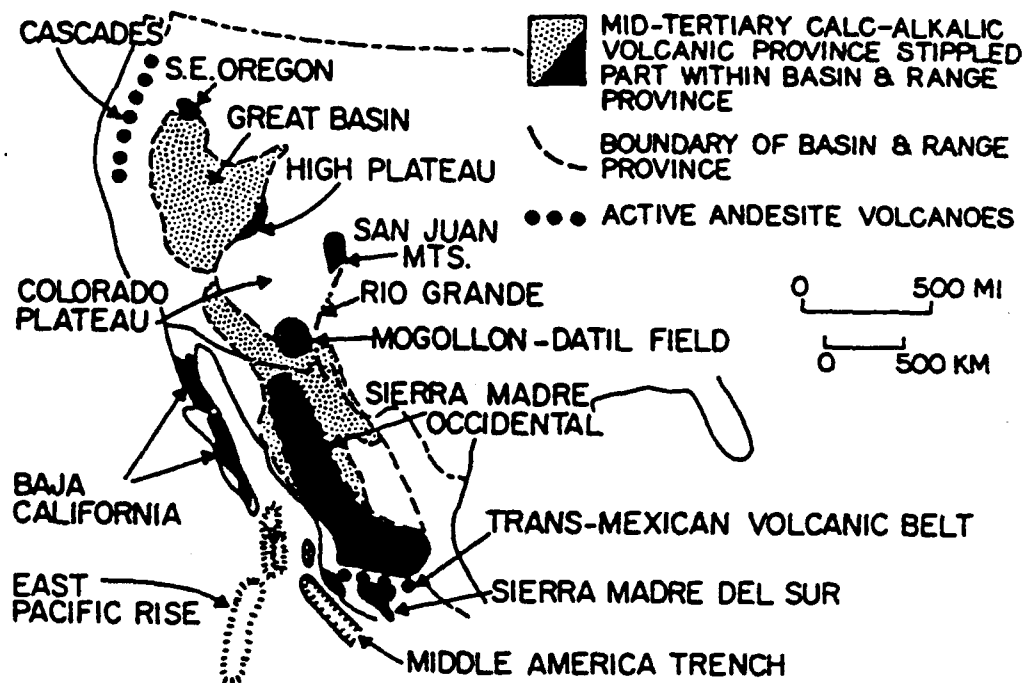 CASCADES
S.E. OREGON
GREAT BASIN
HIGH PLATEAU
SAN JUAN
MTS.
COLORADO
PLATEAU
RIO GRANDE
MOGOLLON-DATIL FIELD
SIERRA MADRE
OCCIDENTAL
BAJA
CALIFORNIA
TRANS-MEXICAN VOLCANIC BELT
EAST
PACIFIC RISE
SIERRA MADRE DEL SUR
MIDDLE AMERICA TRENCH
MID-TERTIARY CALC-ALKALIC
VOLCANIC PROVINCE STIPPLED
PART WITHIN BASIN & RANGE
PROVINCE
BOUNDARY OF BASIN & RANGE
PROVINCE
ACTIVE ANDESITE VOLCANOES
0 500 MI
0 500 KM